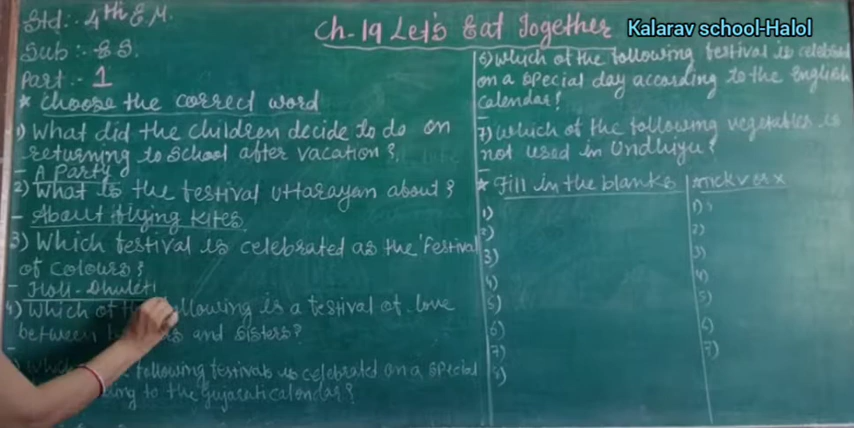 Std:- 4th E.M.
Sub:- E.S.
Part:- 1
Ch-19 Let's Eat Together
Kalarav school-Halol
* Choose the correct word
1) What did the children decide to do on
returning to school after vacation?
- A Party
2) What is the festival uttarayan about?
- About flying kites.
3) Which festival is celebrated as the 'Festival
of colours?
- Holi-Dhuleti
4) Which of the following is a festival of love
between and sisters?
-
Which following festivals is celebrated on a special
to the Gujarati calendar?
6) Which of the following festival is celebrated
on a special day according to the English
calendar?
-
7) Which of the following vegetables is
not used in Undhiyu?
-
* Fill in the blanks
1)
2)
3)
4)
5)
6)
7)
8)
Tick ✓ or x
1)
2)
3)
4)
5)
6)
7)